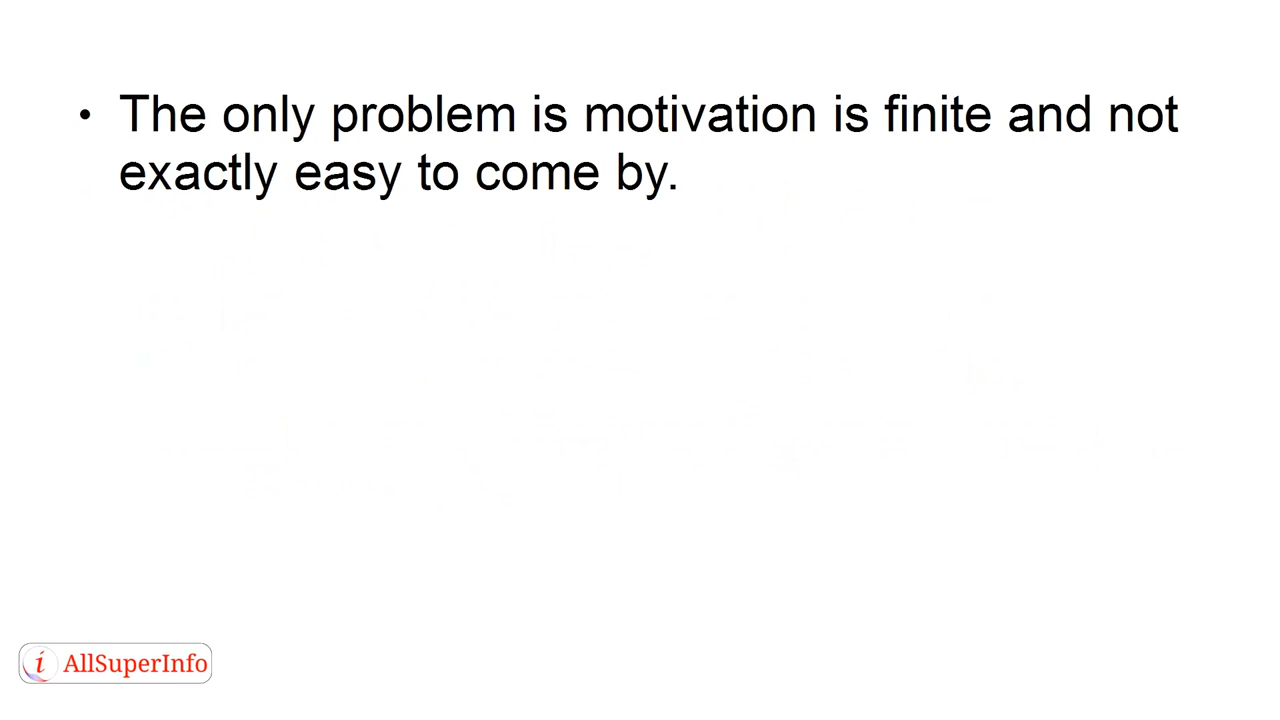 • The only problem is motivation is finite and not
exactly easy to come by.
i AllSuperInfo